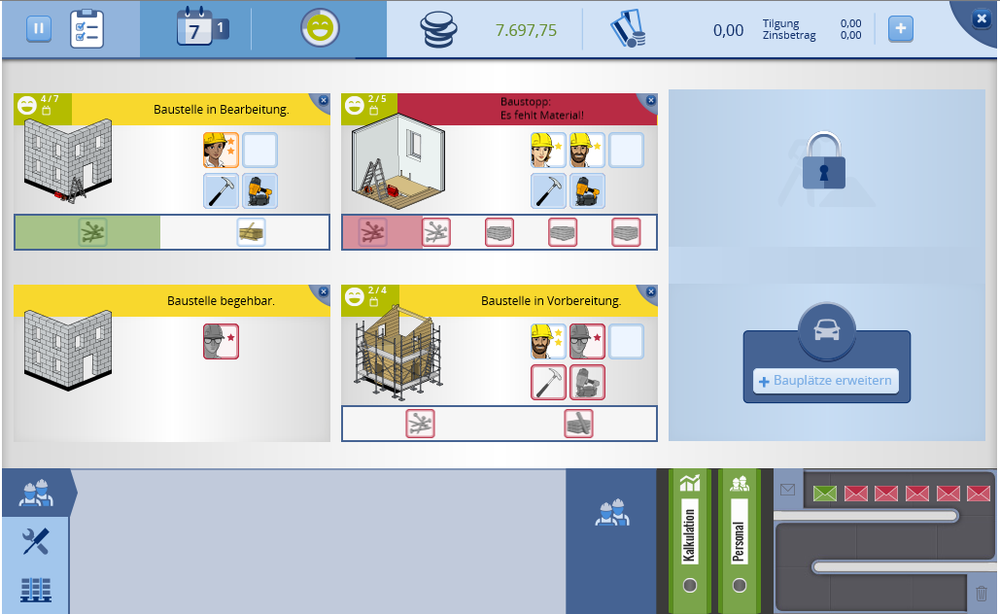 7
1
7.697,75
0,00
Tilgung 0,00
Zinsbetrag 0,00
4/7
Baustelle in Bearbeitung.
2/5
Baustopp:
Es fehlt Material!
Baustelle begehbar.
2/4
Baustelle in Vorbereitung.
Bauplätze erweitern
Kalkulation
Personal